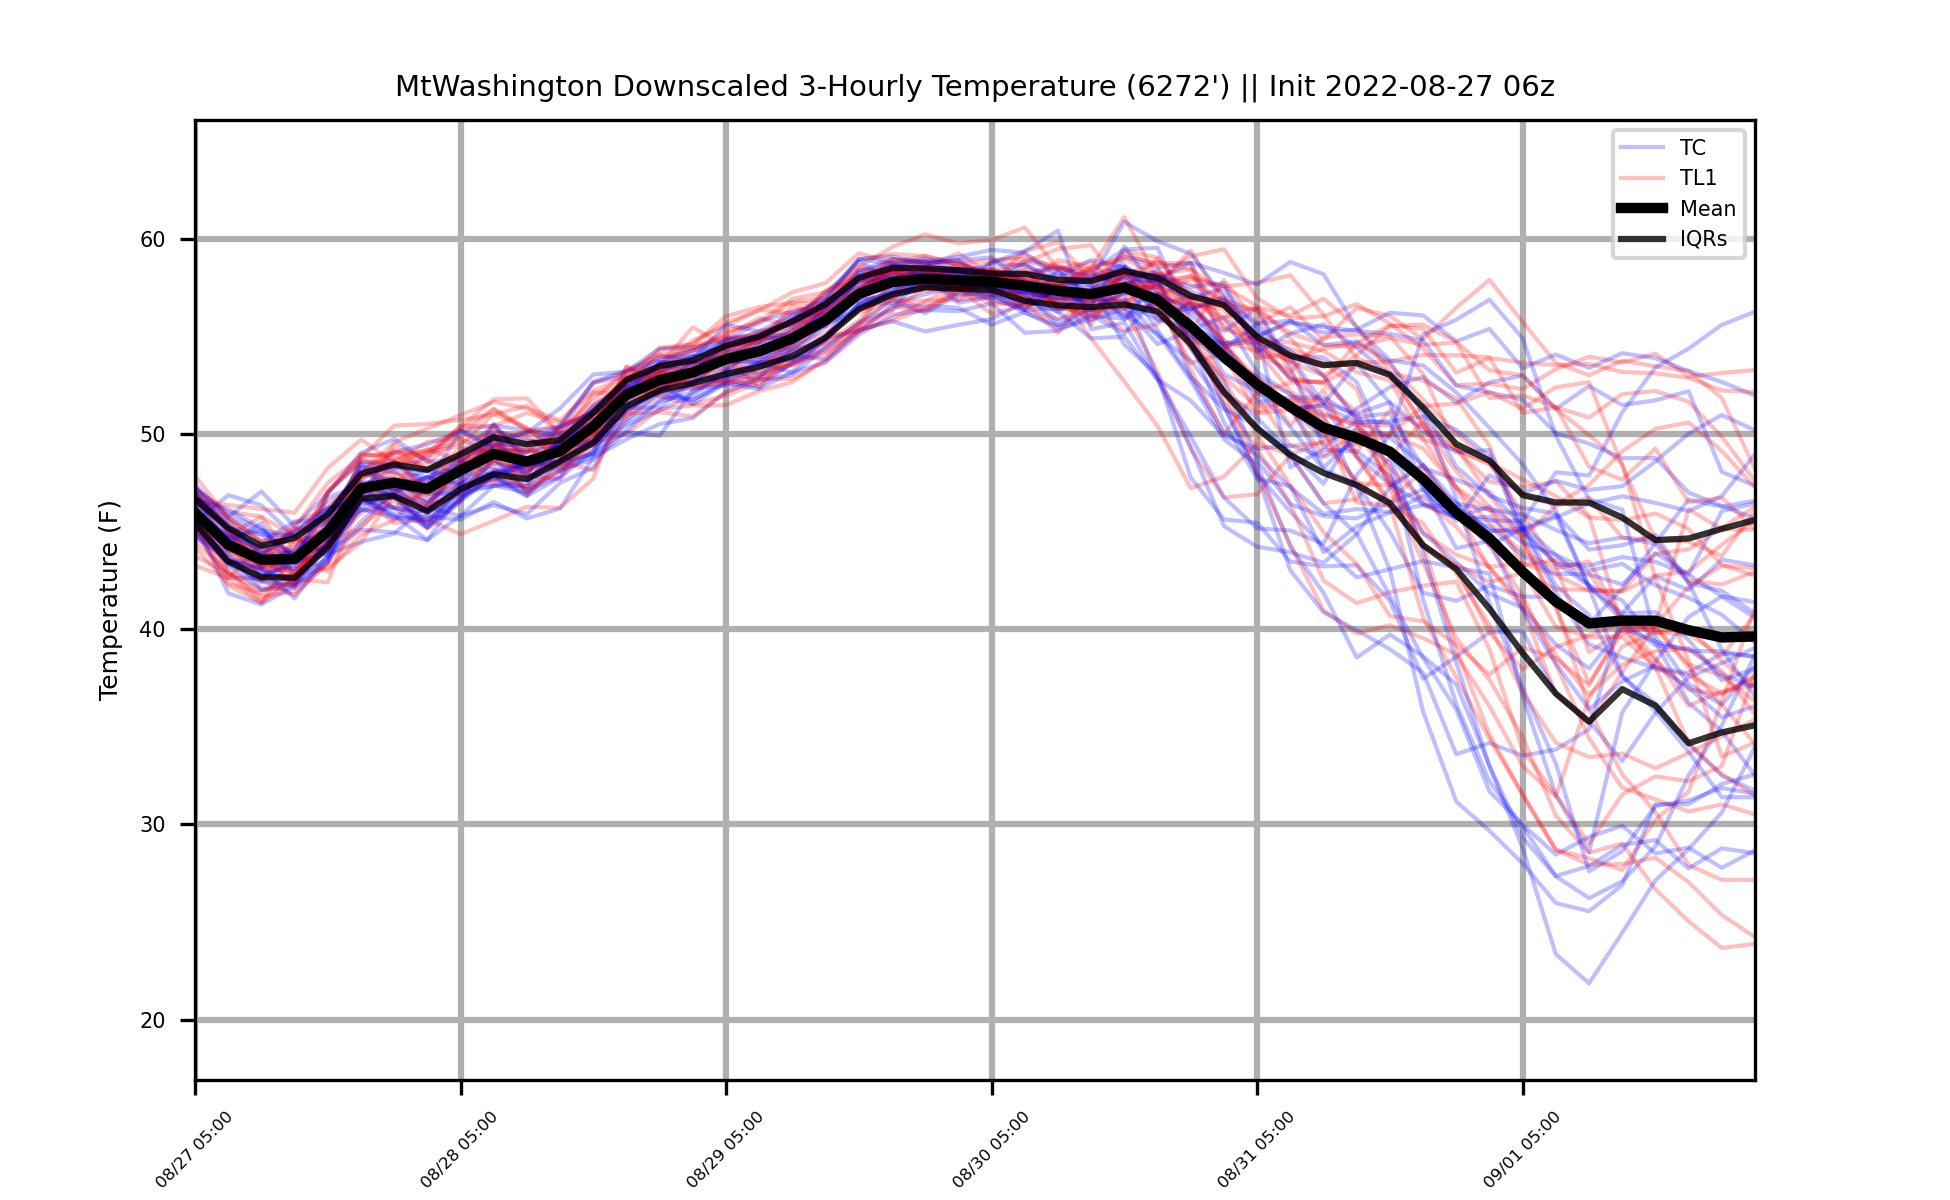 MtWashington Downscaled 3-Hourly Temperature (6272') || Init 2022-08-27 06z
TC
TL1
Mean
IQRs
Temperature (F)
60
50
40
30
20
08/27 05:00
08/28 05:00
08/29 05:00
08/30 05:00
08/31 05:00
09/01 05:00